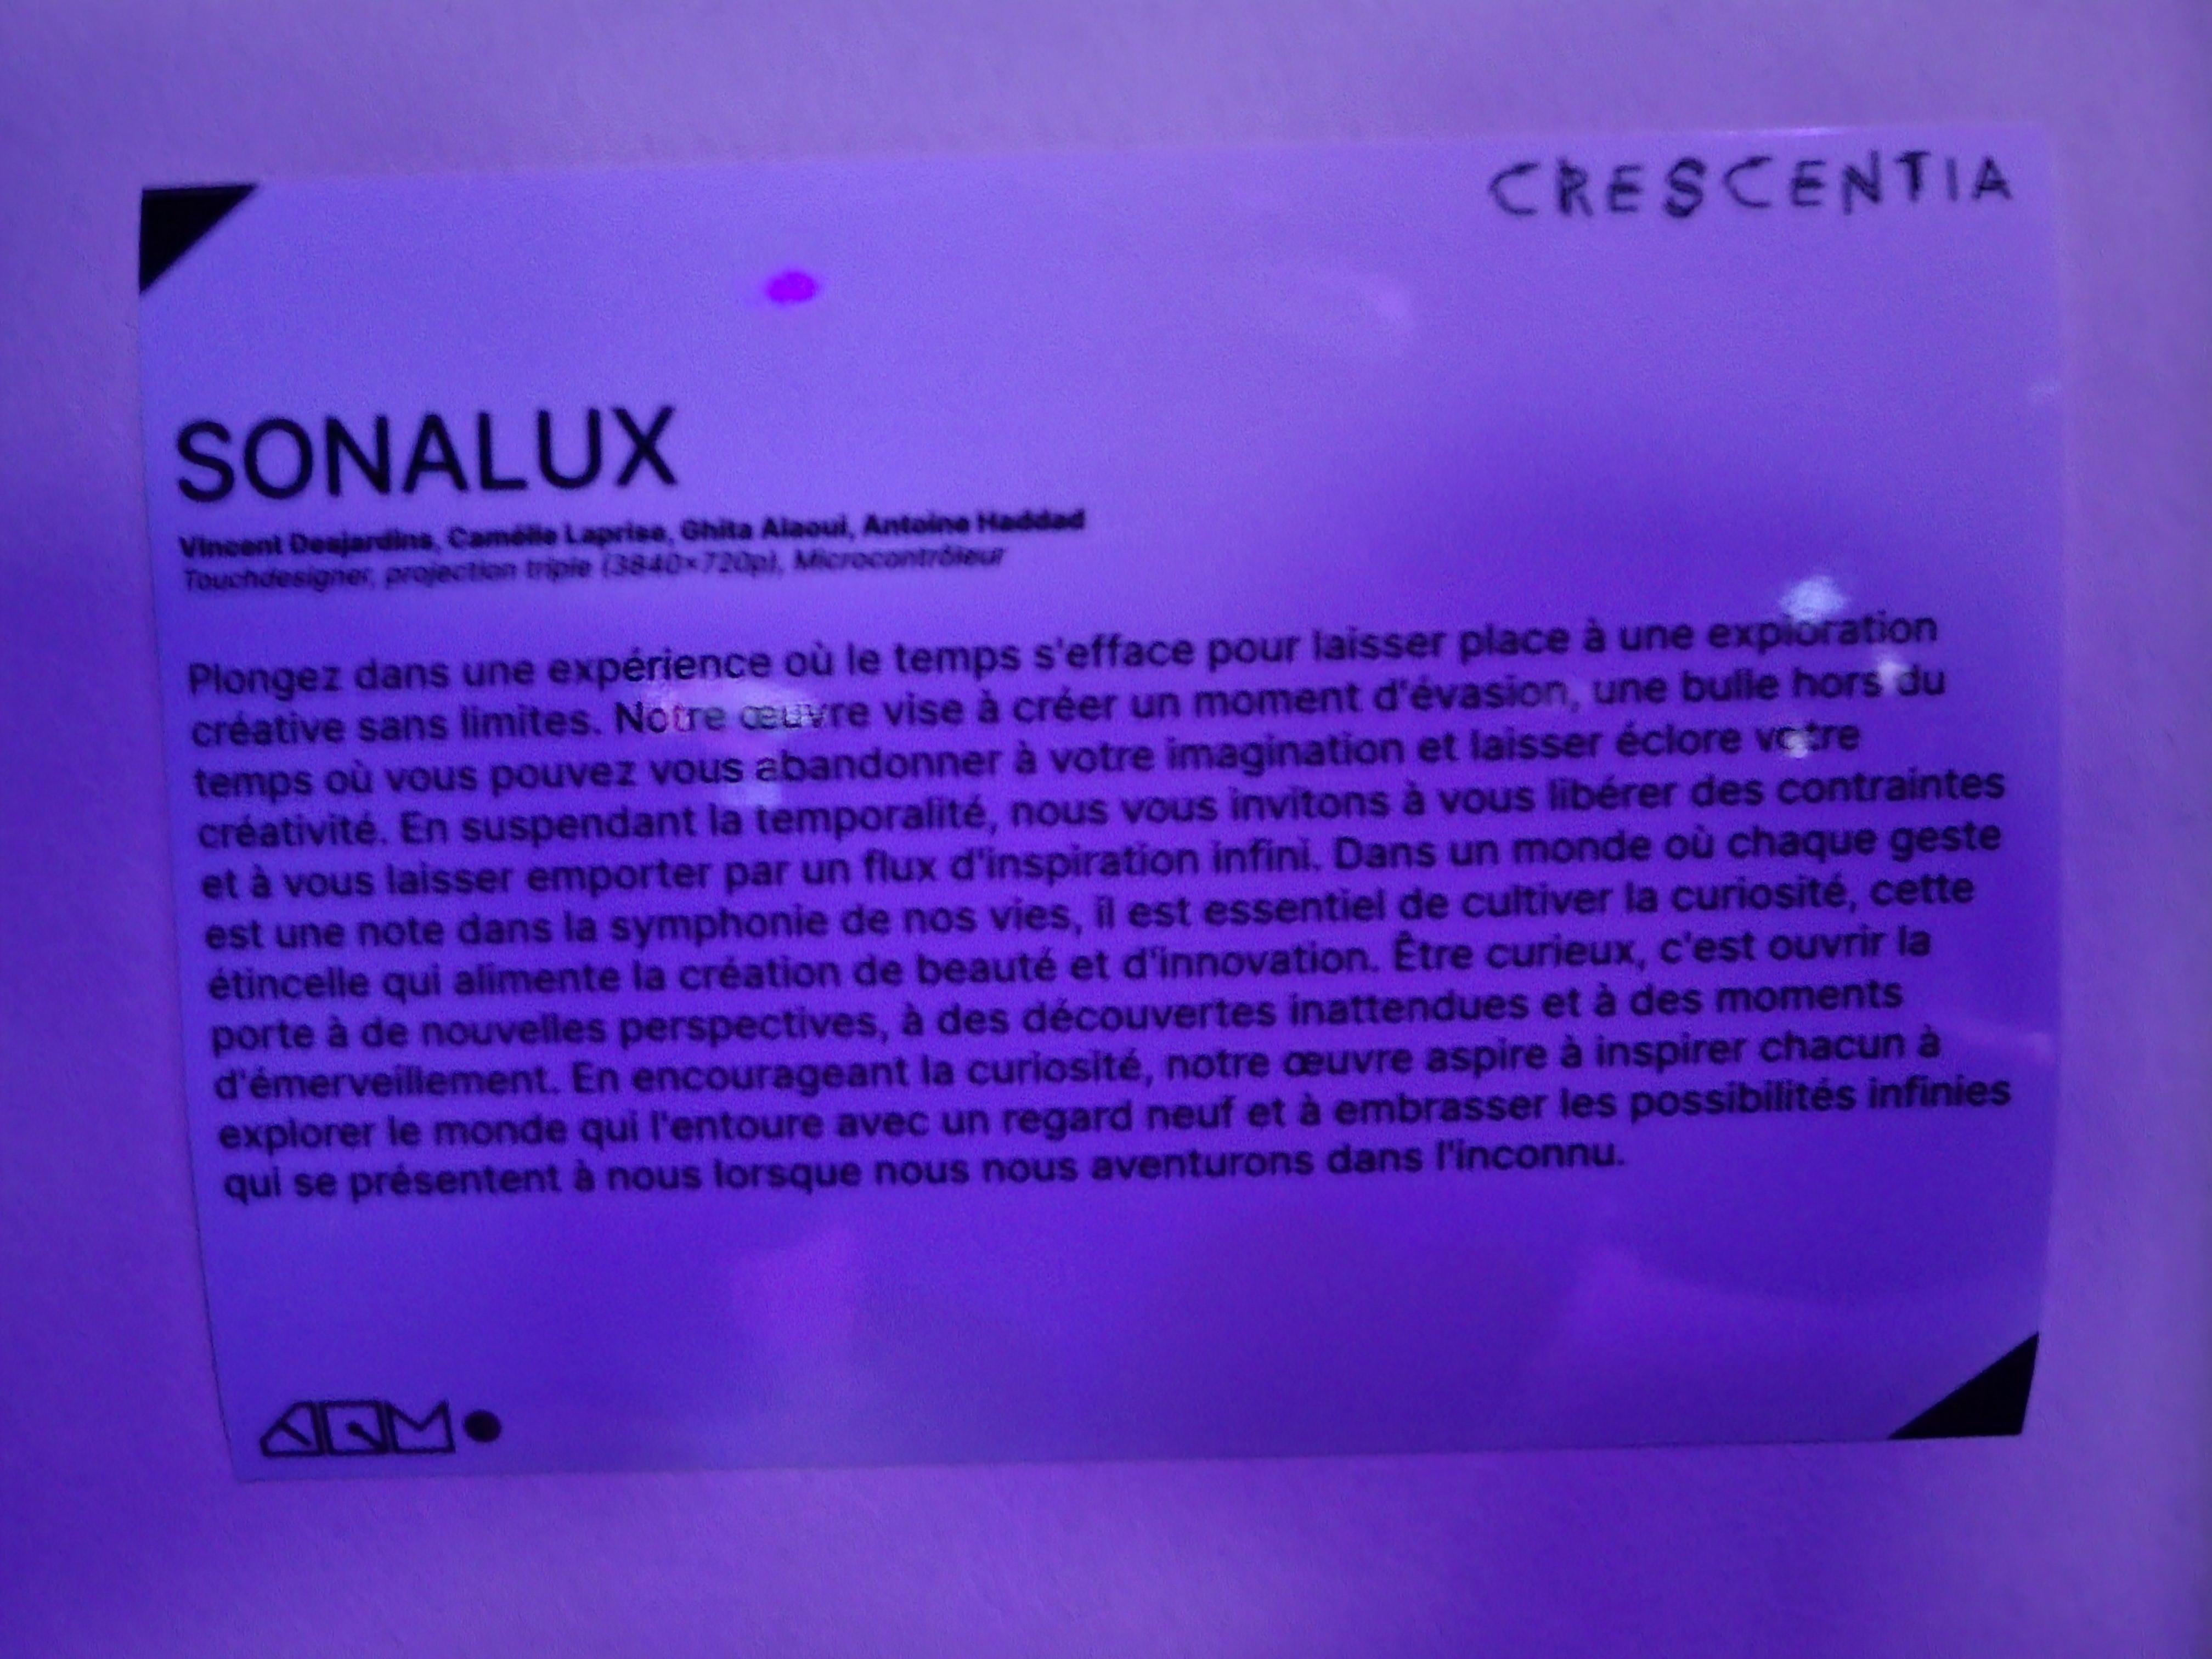 CRESCENTIA
SONALUX
Vincent Desjardins, Camélie Laprise, Ghita Alaoui, Antoine Haddad
Touchdesigner, projection triple (3840×720p), Microcontrôleur
Plongez dans une expérience où le temps s'efface pour laisser place à une exploration
créative sans limites. Notre œuvre vise à créer un moment d'évasion, une bulle hors du
temps où vous pouvez vous abandonner à votre imagination et laisser éclore votre
créativité. En suspendant la temporalité, nous vous invitons à vous libérer des contraintes
et à vous laisser emporter par un flux d'inspiration infini. Dans un monde où chaque geste
est une note dans la symphonie de nos vies, il est essentiel de cultiver la curiosité, cette
étincelle qui alimente la création de beauté et d'innovation. Être curieux, c'est ouvrir la
porte à de nouvelles perspectives, à des découvertes inattendues et à des moments
d'émerveillement. En encourageant la curiosité, notre œuvre aspire à inspirer chacun à
explorer le monde qui l'entoure avec un regard neuf et à embrasser les possibilités infinies
qui se présentent à nous lorsque nous nous aventurons dans l'inconnu.